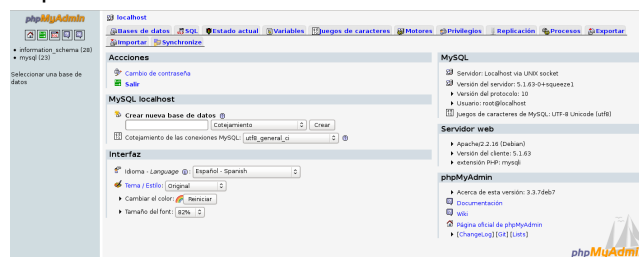 phpMyAdmin
information_schema (28)
mysql (23)
Seleccionar una base de datos
localhost
Bases de datos SQL Estado actual Variables Juegos de caracteres Motores Privilegios Replicación Procesos Exportar
Importar Synchronize
Accciones
Cambio de contraseña
Salir
MySQL localhost
Crear nueva base de datos
Cotejamiento Crear
Cotejamiento de las conexiones MySQL: utf8_general_ci
Interfaz
Idioma - Language : Español - Spanish
Tema / Estilo: Original
Cambiar el color: Reiniciar
Tamaño del font: 82%
MySQL
Servidor: Localhost via UNIX socket
Versión del servidor: 5.1.63-0+squeeze1
Versión del protocolo: 10
Usuario: root@localhost
Juegos de caracteres de MySQL: UTF-8 Unicode (utf8)
Servidor web
Apache/2.2.16 (Debian)
Versión del cliente: 5.1.63
extensión PHP: mysqli
phpMyAdmin
Acerca de esta versión: 3.3.7deb7
Documentación
Wiki
Página oficial de phpMyAdmin
[ChangeLog] [Git] [Lists]
phpMyAdmin